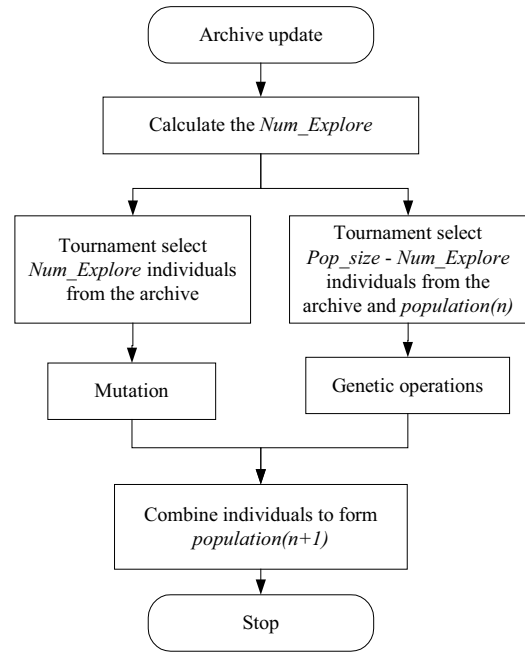 Archive update
Calculate the Num_Explore
Tournament select
Num_Explore individuals
from the archive
Tournament select
Pop_size - Num_Explore
individuals from the
archive and population(n)
Mutation
Genetic operations
Combine individuals to form
population(n+1)
Stop